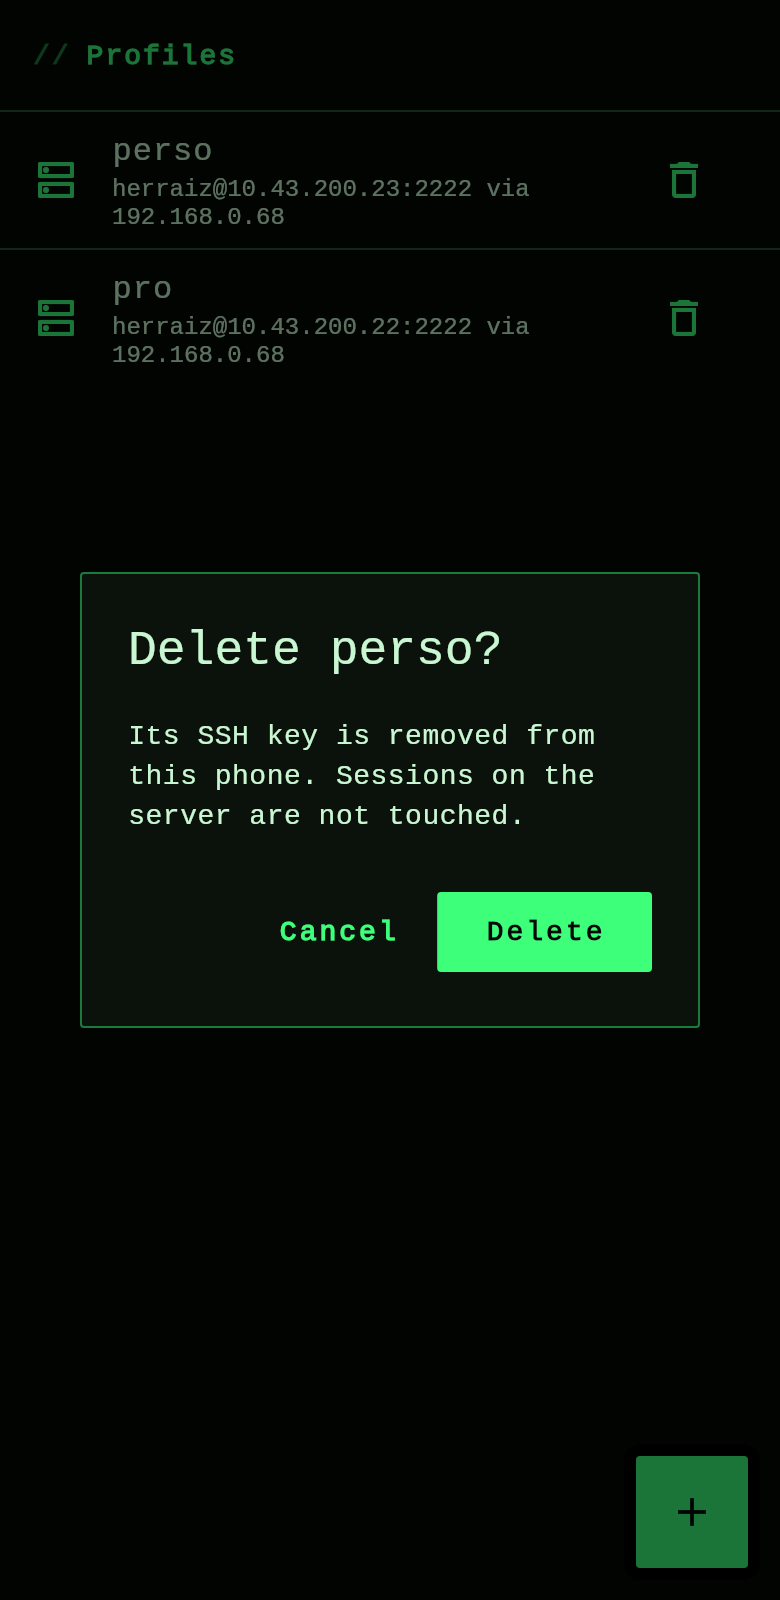 // Profiles
perso
herraiz@10.43.200.23:2222 via
192.168.0.68
pro
herraiz@10.43.200.22:2222 via
192.168.0.68
Delete perso?
Its SSH key is removed from
this phone. Sessions on the
server are not touched.
Cancel Delete
+